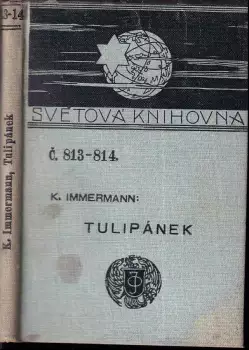 3-14
K. Immermann, Tulipánek
SVĚTOVÁ KNIHOVNA
Č. 813-814.
K. IMMERMANN:
TULIPÁNEK